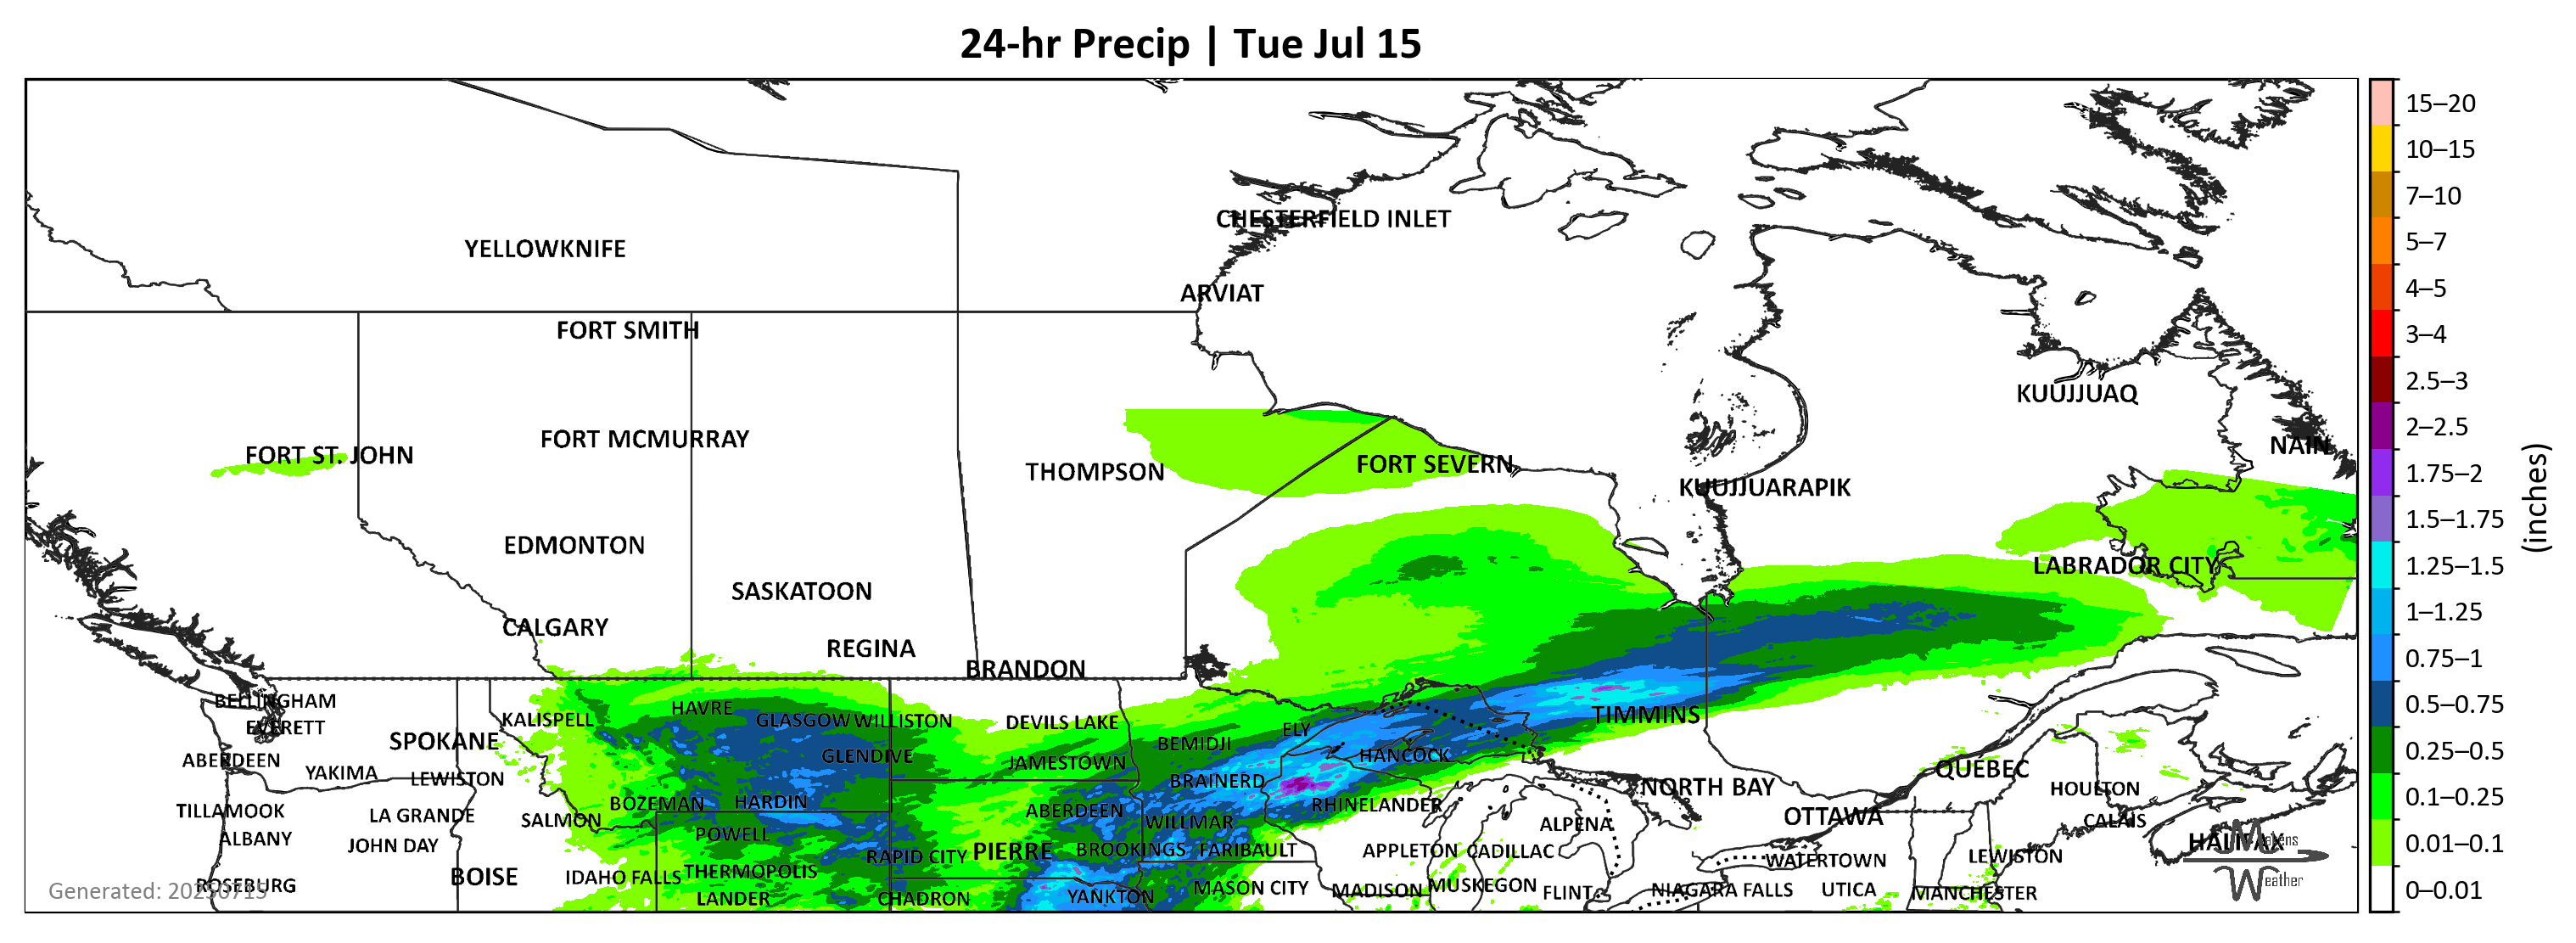 24-hr Precip | Tue Jul 15
CHESTERFIELD INLET
YELLOWKNIFE
ARVIAT
FORT SMITH
KUUJJUAQ
FORT MCMURRAY
NAIN
FORT ST. JOHN
THOMPSON
FORT SEVERN
KUUJJUARAPIK
EDMONTON
LABRADOR CITY
SASKATOON
CALGARY
REGINA
BRANDON
BELLINGHAM
HAVRE
KALISPELL
GLASGOW
WILLISTON
DEVILS LAKE
TIMMINS
EVERETT
ELY
SPOKANE
BEMIDJI
GLENDIVE
HANCOCK
ABERDEEN
JAMESTOWN
QUEBEC
YAKIMA
LEWISTON
BRAINERD
NORTH BAY
HOULTON
BOZEMAN
HARDIN
RHINELANDER
TILLAMOOK
LA GRANDE
ABERDEEN
OTTAWA
SALMON
WILLMAR
CALAIS
ALPENA
POWELL
ALBANY
JOHN DAY
HALIFAX
BROOKINGS
FARIBAULT
PIERRE
APPLETON
CADILLAC
RAPID CITY
WATERTOWN
LEWISTON
THERMOPOLIS
BOISE
IDAHO FALLS
ROSEBURG
MASON CITY
MADISON
MUSKEGON
FLINT
NIAGARA FALLS
UTICA
MANCHESTER
LANDER
CHADRON
YANKTON
Generated: 20250715
Matens
Weather
15–20
10–15
7–10
5–7
4–5
3–4
2.5–3
2–2.5
1.75–2
1.5–1.75
1.25–1.5
1–1.25
0.75–1
0.5–0.75
0.25–0.5
0.1–0.25
0.01–0.1
0–0.01
(inches)